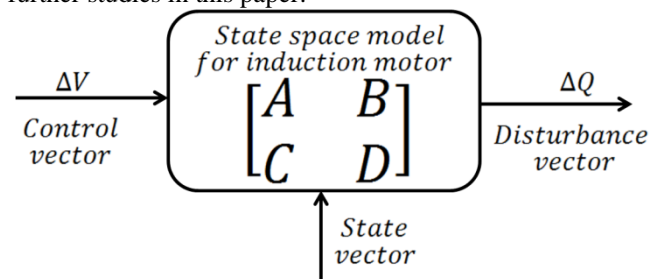 further studies in this paper.
State space model
for induction motor
ΔV
[A B
C D]
ΔQ
Control
vector
Disturbance
vector
State
vector